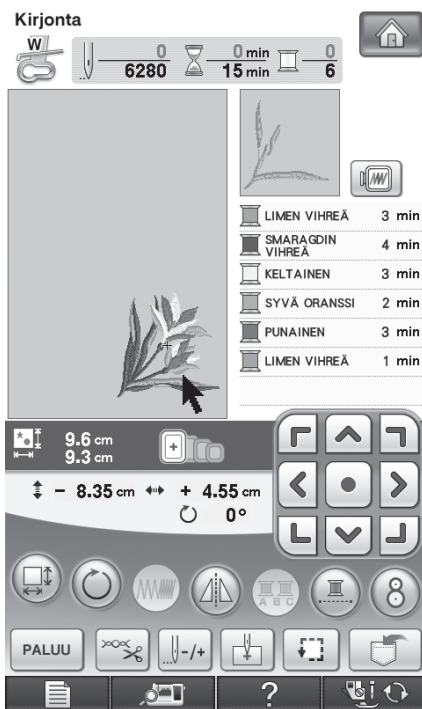 Kirjonta
W
0 0 min 0
6280 15 min 6
LIMEN VIHREÄ 3 min
SMARAGDIN
VIHREÄ 4 min
KELTAINEN 3 min
SYVÄ ORANSSI 2 min
PUNAINEN 3 min
LIMEN VIHREÄ 1 min
9.6 cm
9.3 cm
- 8.35 cm + 4.55 cm
0°
A B C
8
PALUU -/+
?